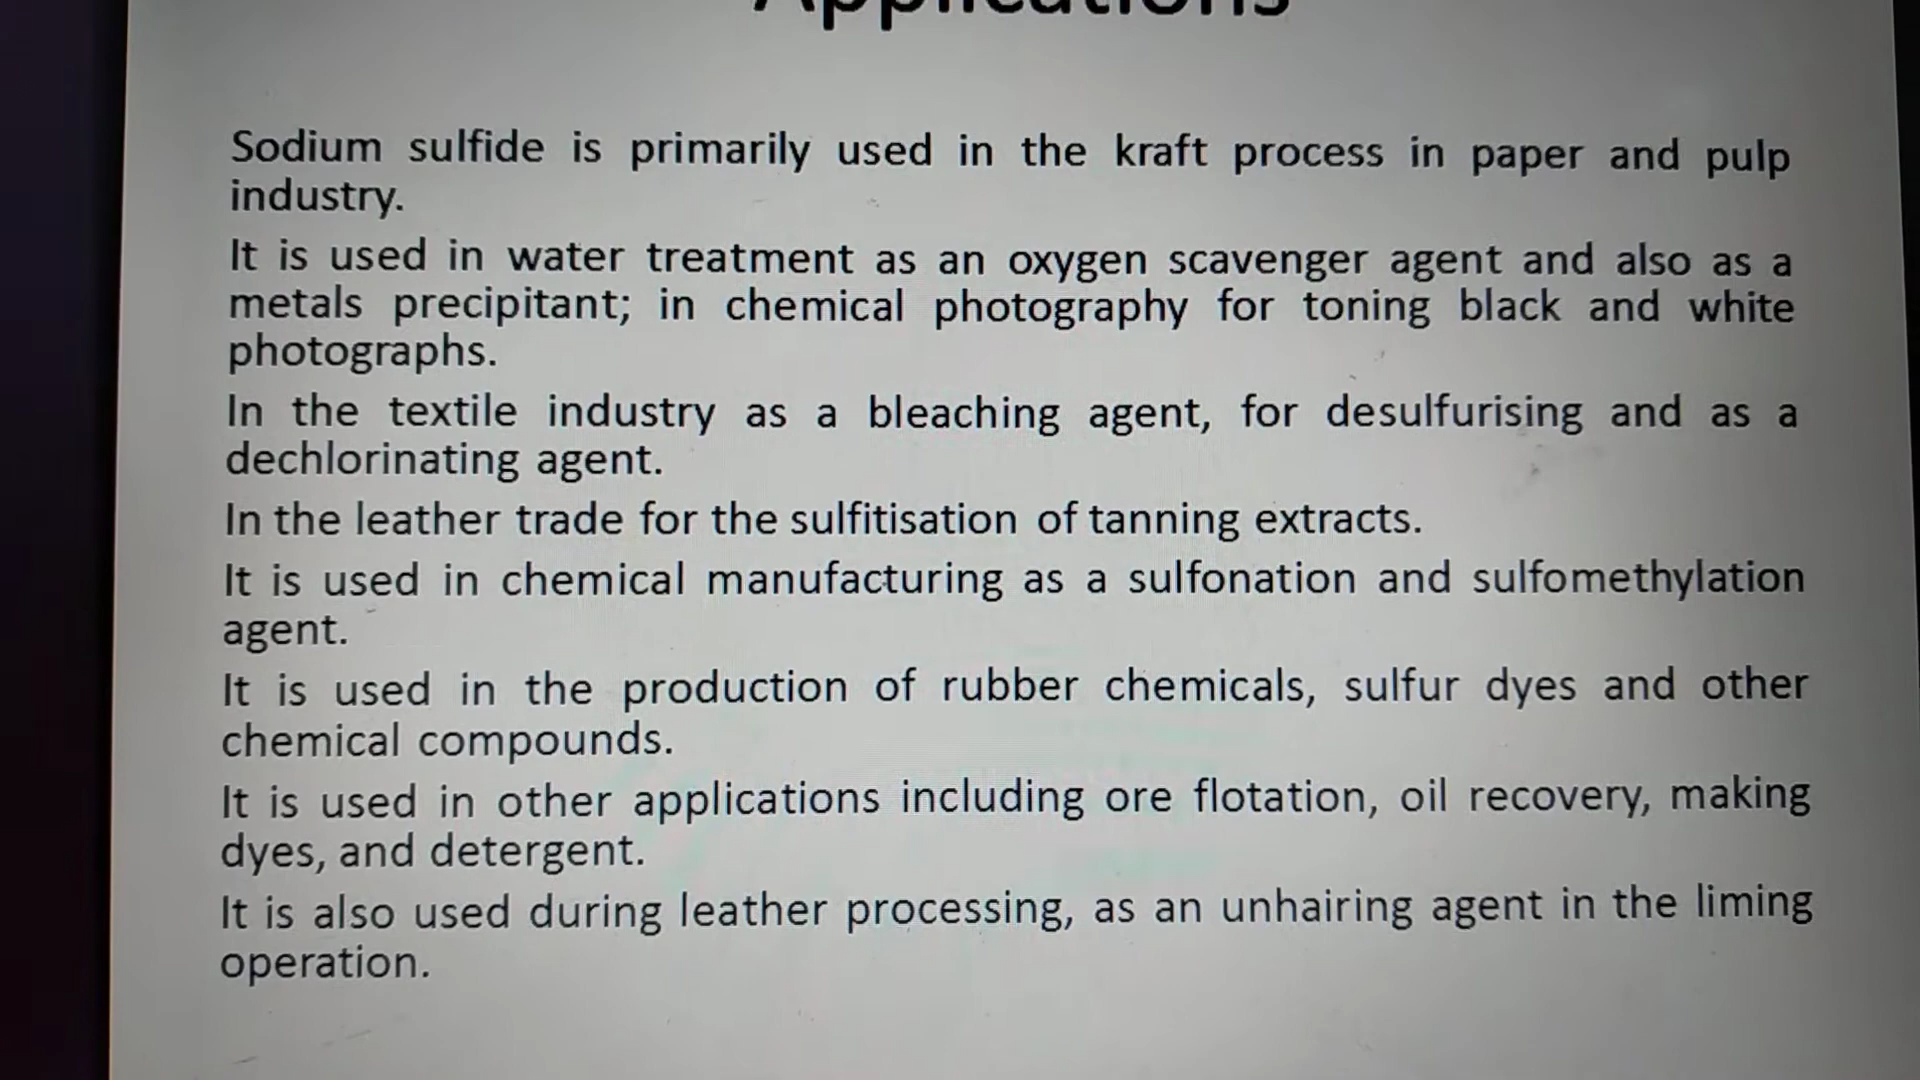 Applications
Sodium sulfide is primarily used in the kraft process in paper and pulp
industry.
It is used in water treatment as an oxygen scavenger agent and also as a
metals precipitant; in chemical photography for toning black and white
photographs.
In the textile industry as a bleaching agent, for desulfurising and as a
dechlorinating agent.
In the leather trade for the sulfitisation of tanning extracts.
It is used in chemical manufacturing as a sulfonation and sulfomethylation
agent.
It is used in the production of rubber chemicals, sulfur dyes and other
chemical compounds.
It is used in other applications including ore flotation, oil recovery, making
dyes, and detergent.
It is also used during leather processing, as an unhairing agent in the liming
operation.